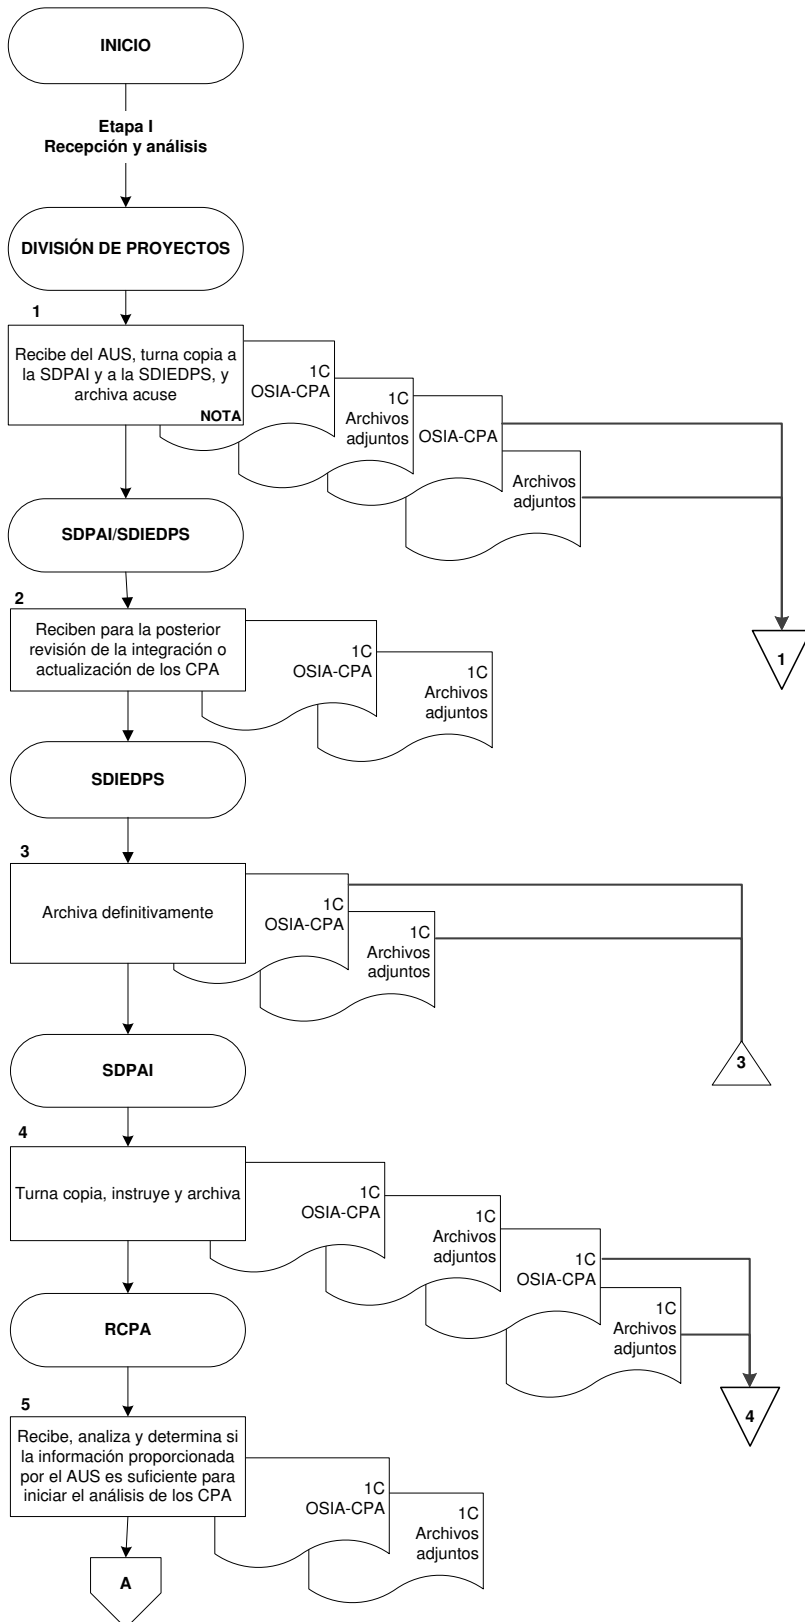 INICIO
Etapa I
Recepción y análisis
DIVISIÓN DE PROYECTOS
1
Recibe del AUS, turna copia a
la SDPAI y a la SDIEDPS, y
archiva acuse
NOTA
1C
OSIA-CPA
1C
Archivos
adjuntos
OSIA-CPA
Archivos
adjuntos
1
SDPAI/SDIEDPS
2
Reciben para la posterior
revisión de la integración o
actualización de los CPA
1C
OSIA-CPA
1C
Archivos
adjuntos
SDIEDPS
3
Archiva definitivamente
1C
OSIA-CPA
1C
Archivos
adjuntos
3
SDPAI
4
Turna copia, instruye y archiva
1C
OSIA-CPA
1C
Archivos
adjuntos
1C
OSIA-CPA
1C
Archivos
adjuntos
4
RCPA
5
Recibe, analiza y determina si
la información proporcionada
por el AUS es suficiente para
iniciar el análisis de los CPA
1C
OSIA-CPA
1C
Archivos
adjuntos
A